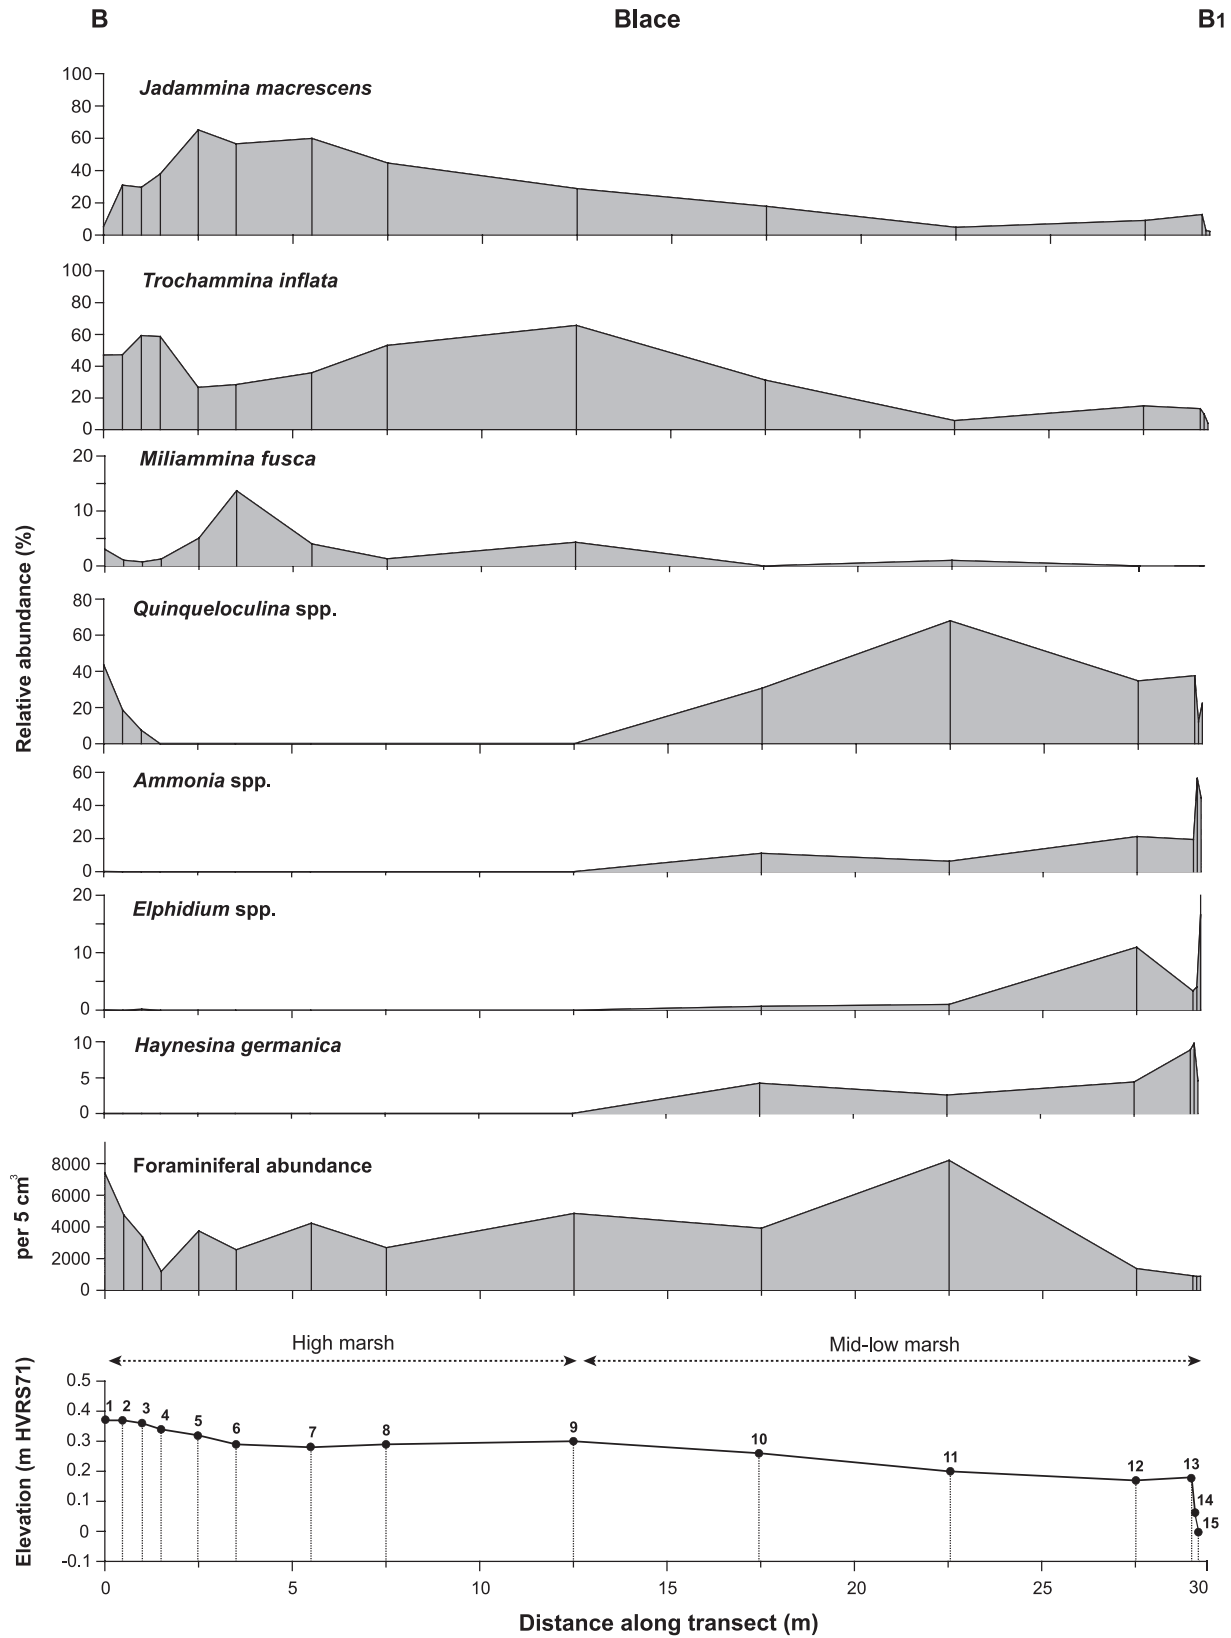 B Blace B1
Jadammina macrescens
100
80
60
40
20
0
Trochammina inflata
100
80
60
40
20
0
Miliammina fusca
20
10
0
Relative abundance (%)
Quinqueloculina spp.
80
60
40
20
0
Ammonia spp.
60
40
20
0
Elphidium spp.
20
10
0
Haynesina germanica
10
5
0
Foraminiferal abundance
per 5 cm³
8000
6000
4000
2000
0
High marsh Mid-low marsh
Elevation (m HVRS71)
0.5
0.4
0.3
0.2
0.1
0
-0.1
1 2 3 4 5 6 7 8 9 10 11 12 13 14 15
0 5 10 15 20 25 30
Distance along transect (m)